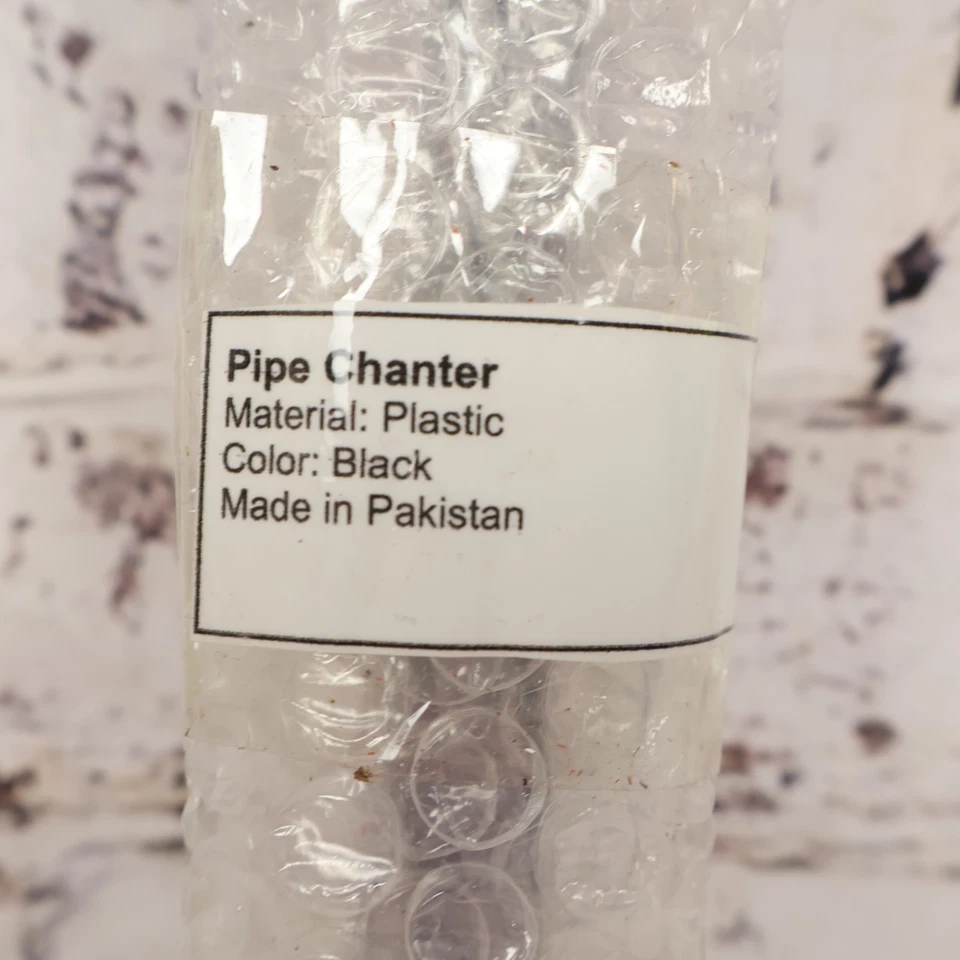 Pipe Chanter
Material: Plastic
Color: Black
Made in Pakistan